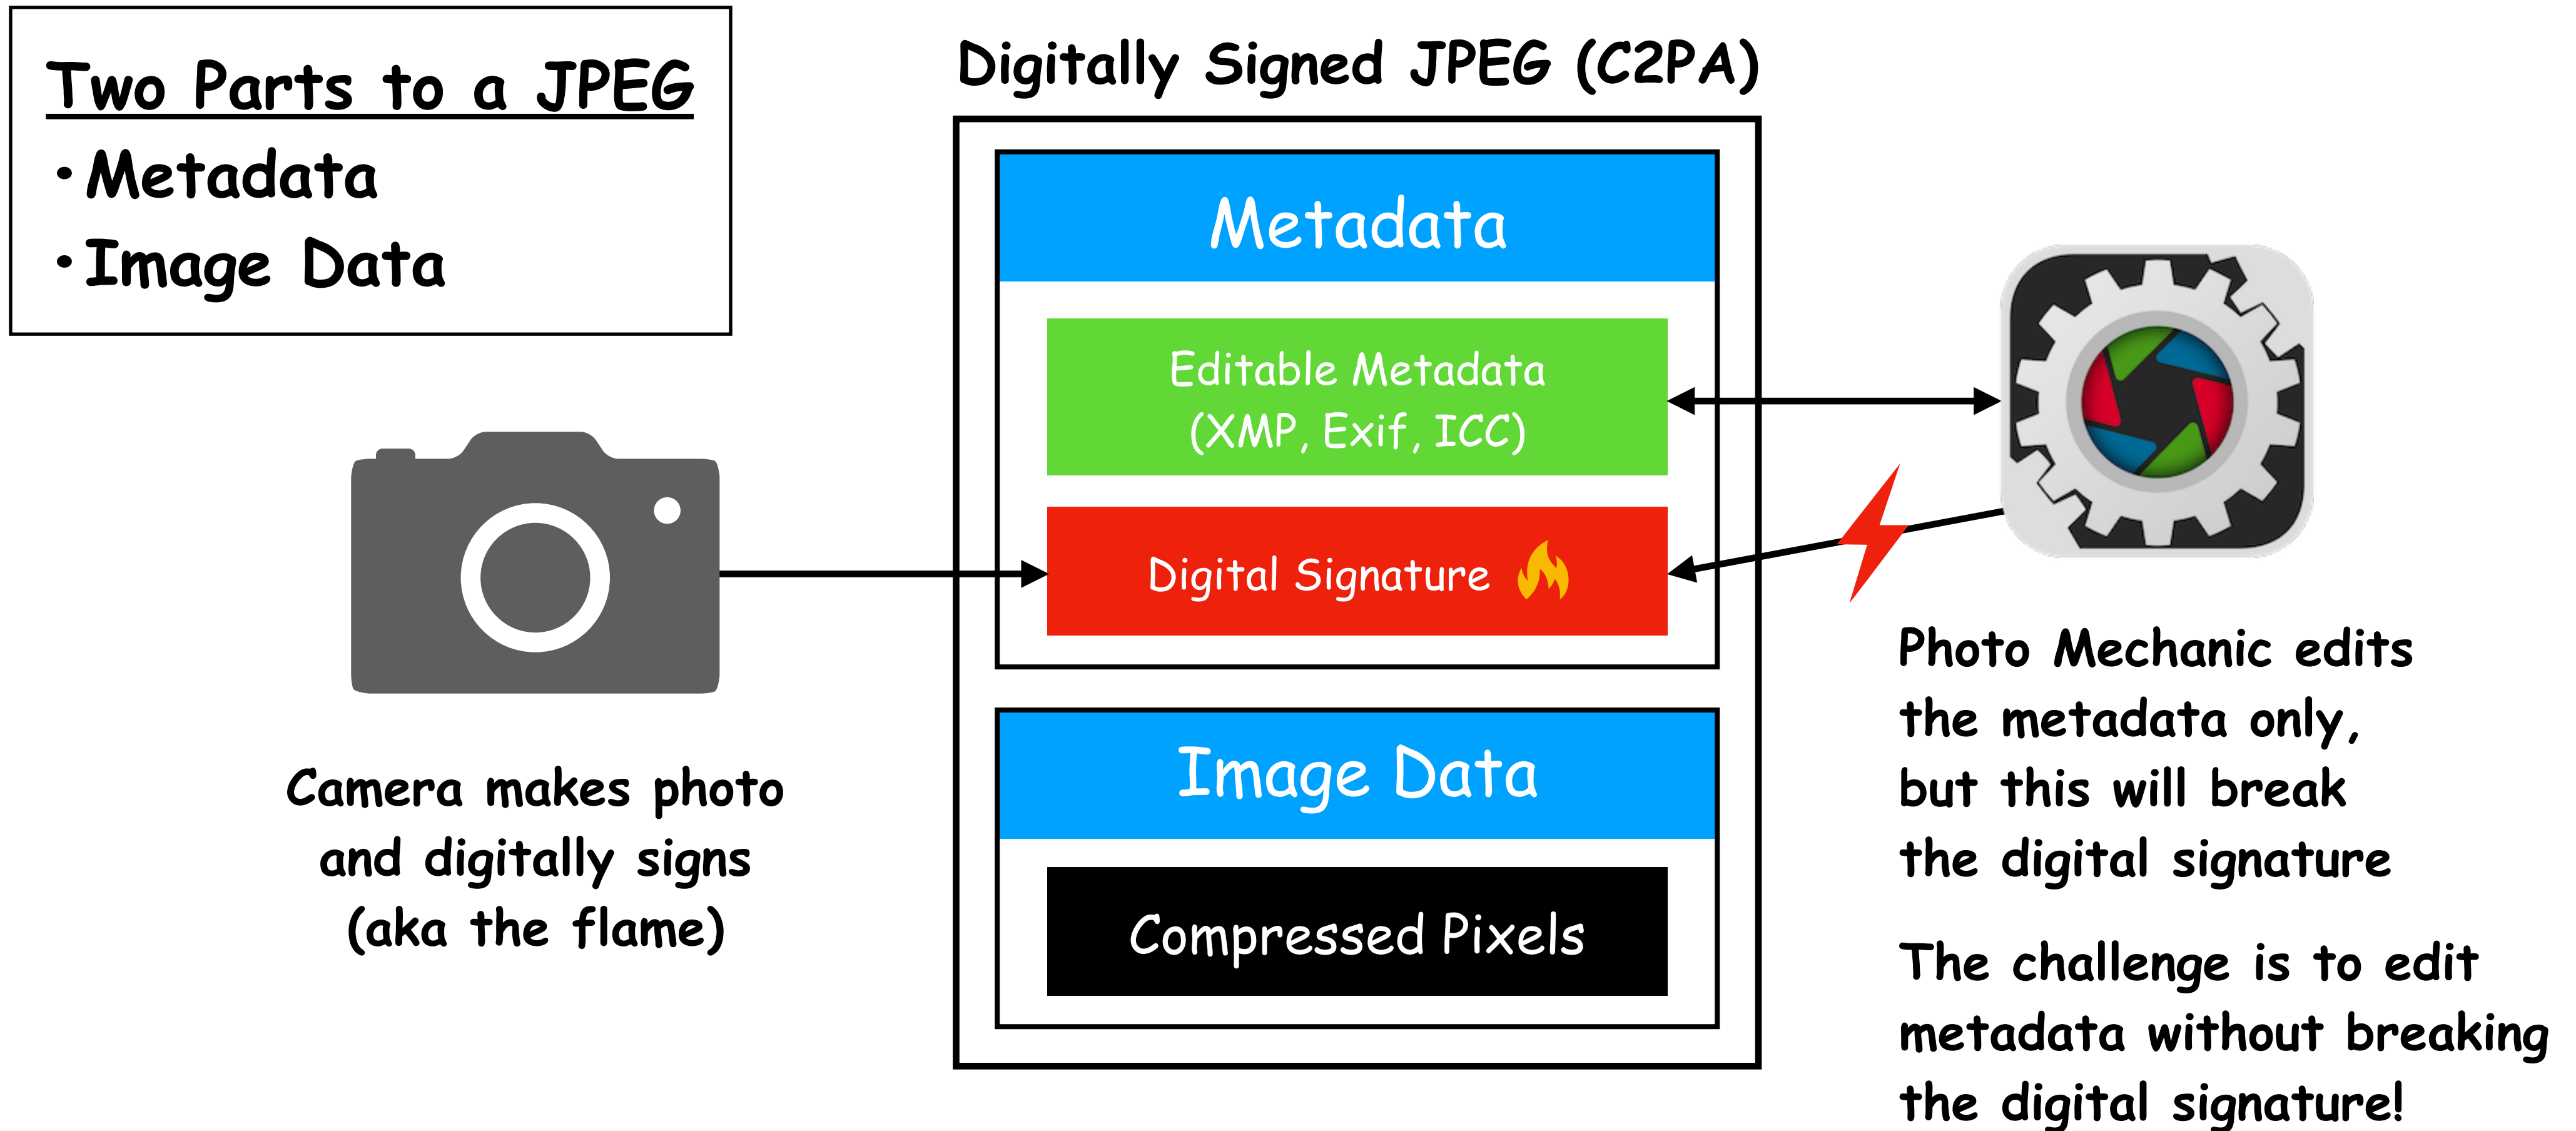 Two Parts to a JPEG
• Metadata
• Image Data
Digitally Signed JPEG (C2PA)
Metadata
Editable Metadata
(XMP, Exif, ICC)
Digital Signature
Image Data
Compressed Pixels
Camera makes photo
and digitally signs
(aka the flame)
Photo Mechanic edits
the metadata only,
but this will break
the digital signature
The challenge is to edit
metadata without breaking
the digital signature!